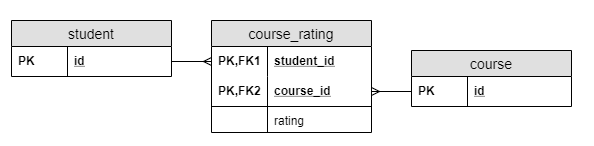 student
PK id
course_rating
PK,FK1 student_id
PK,FK2 course_id
rating
course
PK id